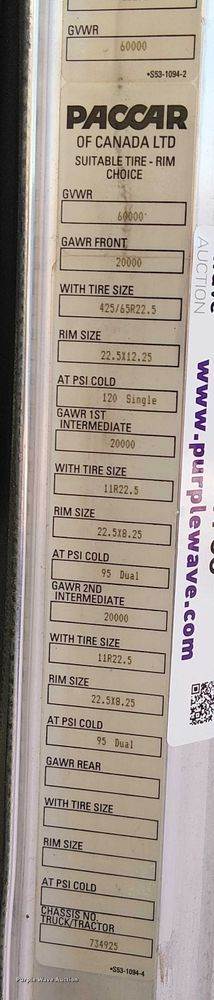 GVWR
60000
•S53-1094-2
PACCAR
OF CANADA LTD
SUITABLE TIRE - RIM
CHOICE
GVWR
60000
GAWR FRONT
20000
WITH TIRE SIZE
425/65R22.5
RIM SIZE
22.5X12.25
AT PSI COLD
120 Single
GAWR 1ST
INTERMEDIATE
20000
WITH TIRE SIZE
11R22.5
RIM SIZE
22.5X8.25
AT PSI COLD
95 Dual
GAWR 2ND
INTERMEDIATE
20000
WITH TIRE SIZE
11R22.5
RIM SIZE
22.5X8.25
AT PSI COLD
95 Dual
GAWR REAR
WITH TIRE SIZE
RIM SIZE
AT PSI COLD
CHASSIS NO.
TRUCK/TRACTOR
734925
•S53-1094-4
AUCTION
www.purplewave.com
Purple Wave Auction